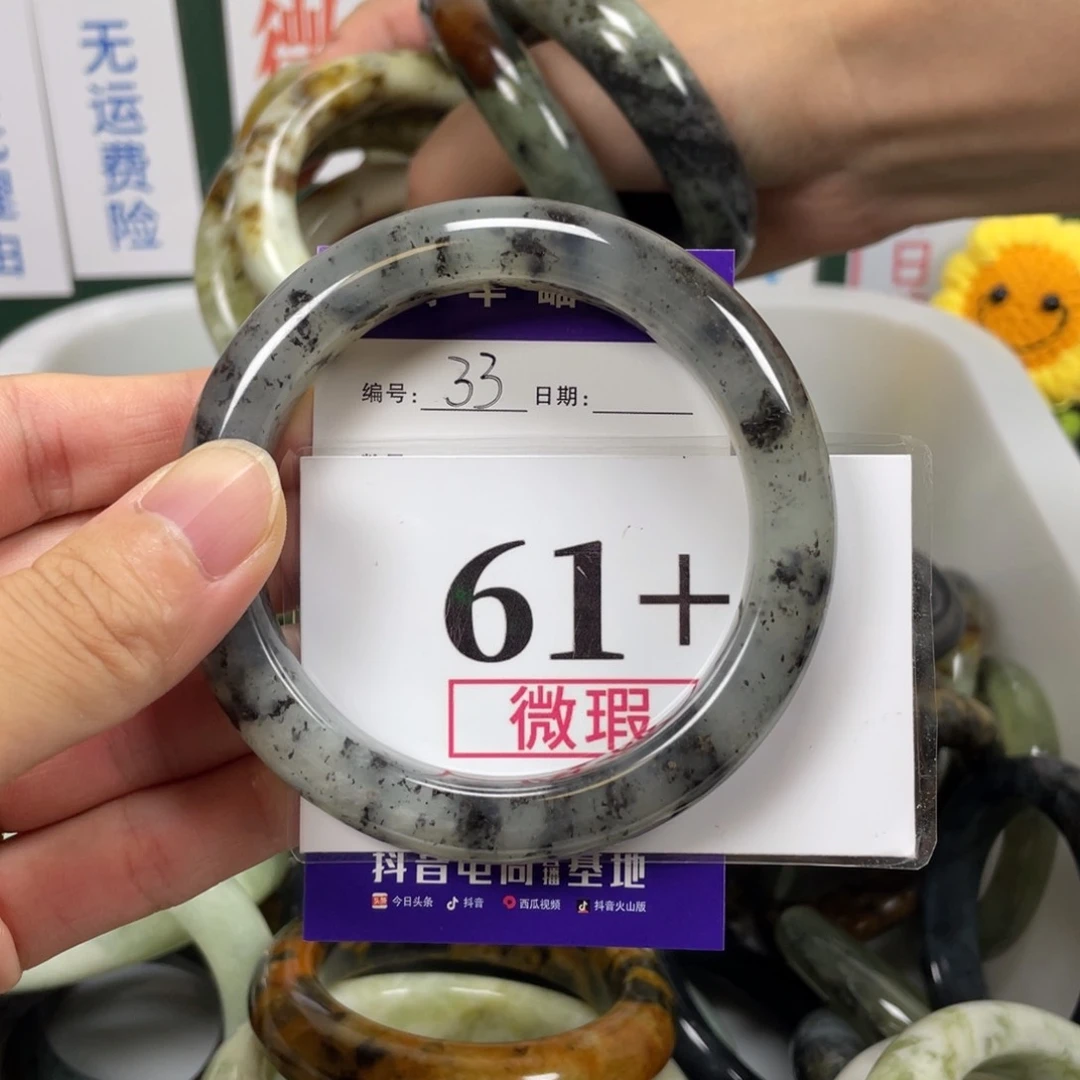 无运费险
微
编号: 33 日期:
61+
微瑕
抖音电商直播基地
今日头条 抖音 西瓜视频 抖音火山版